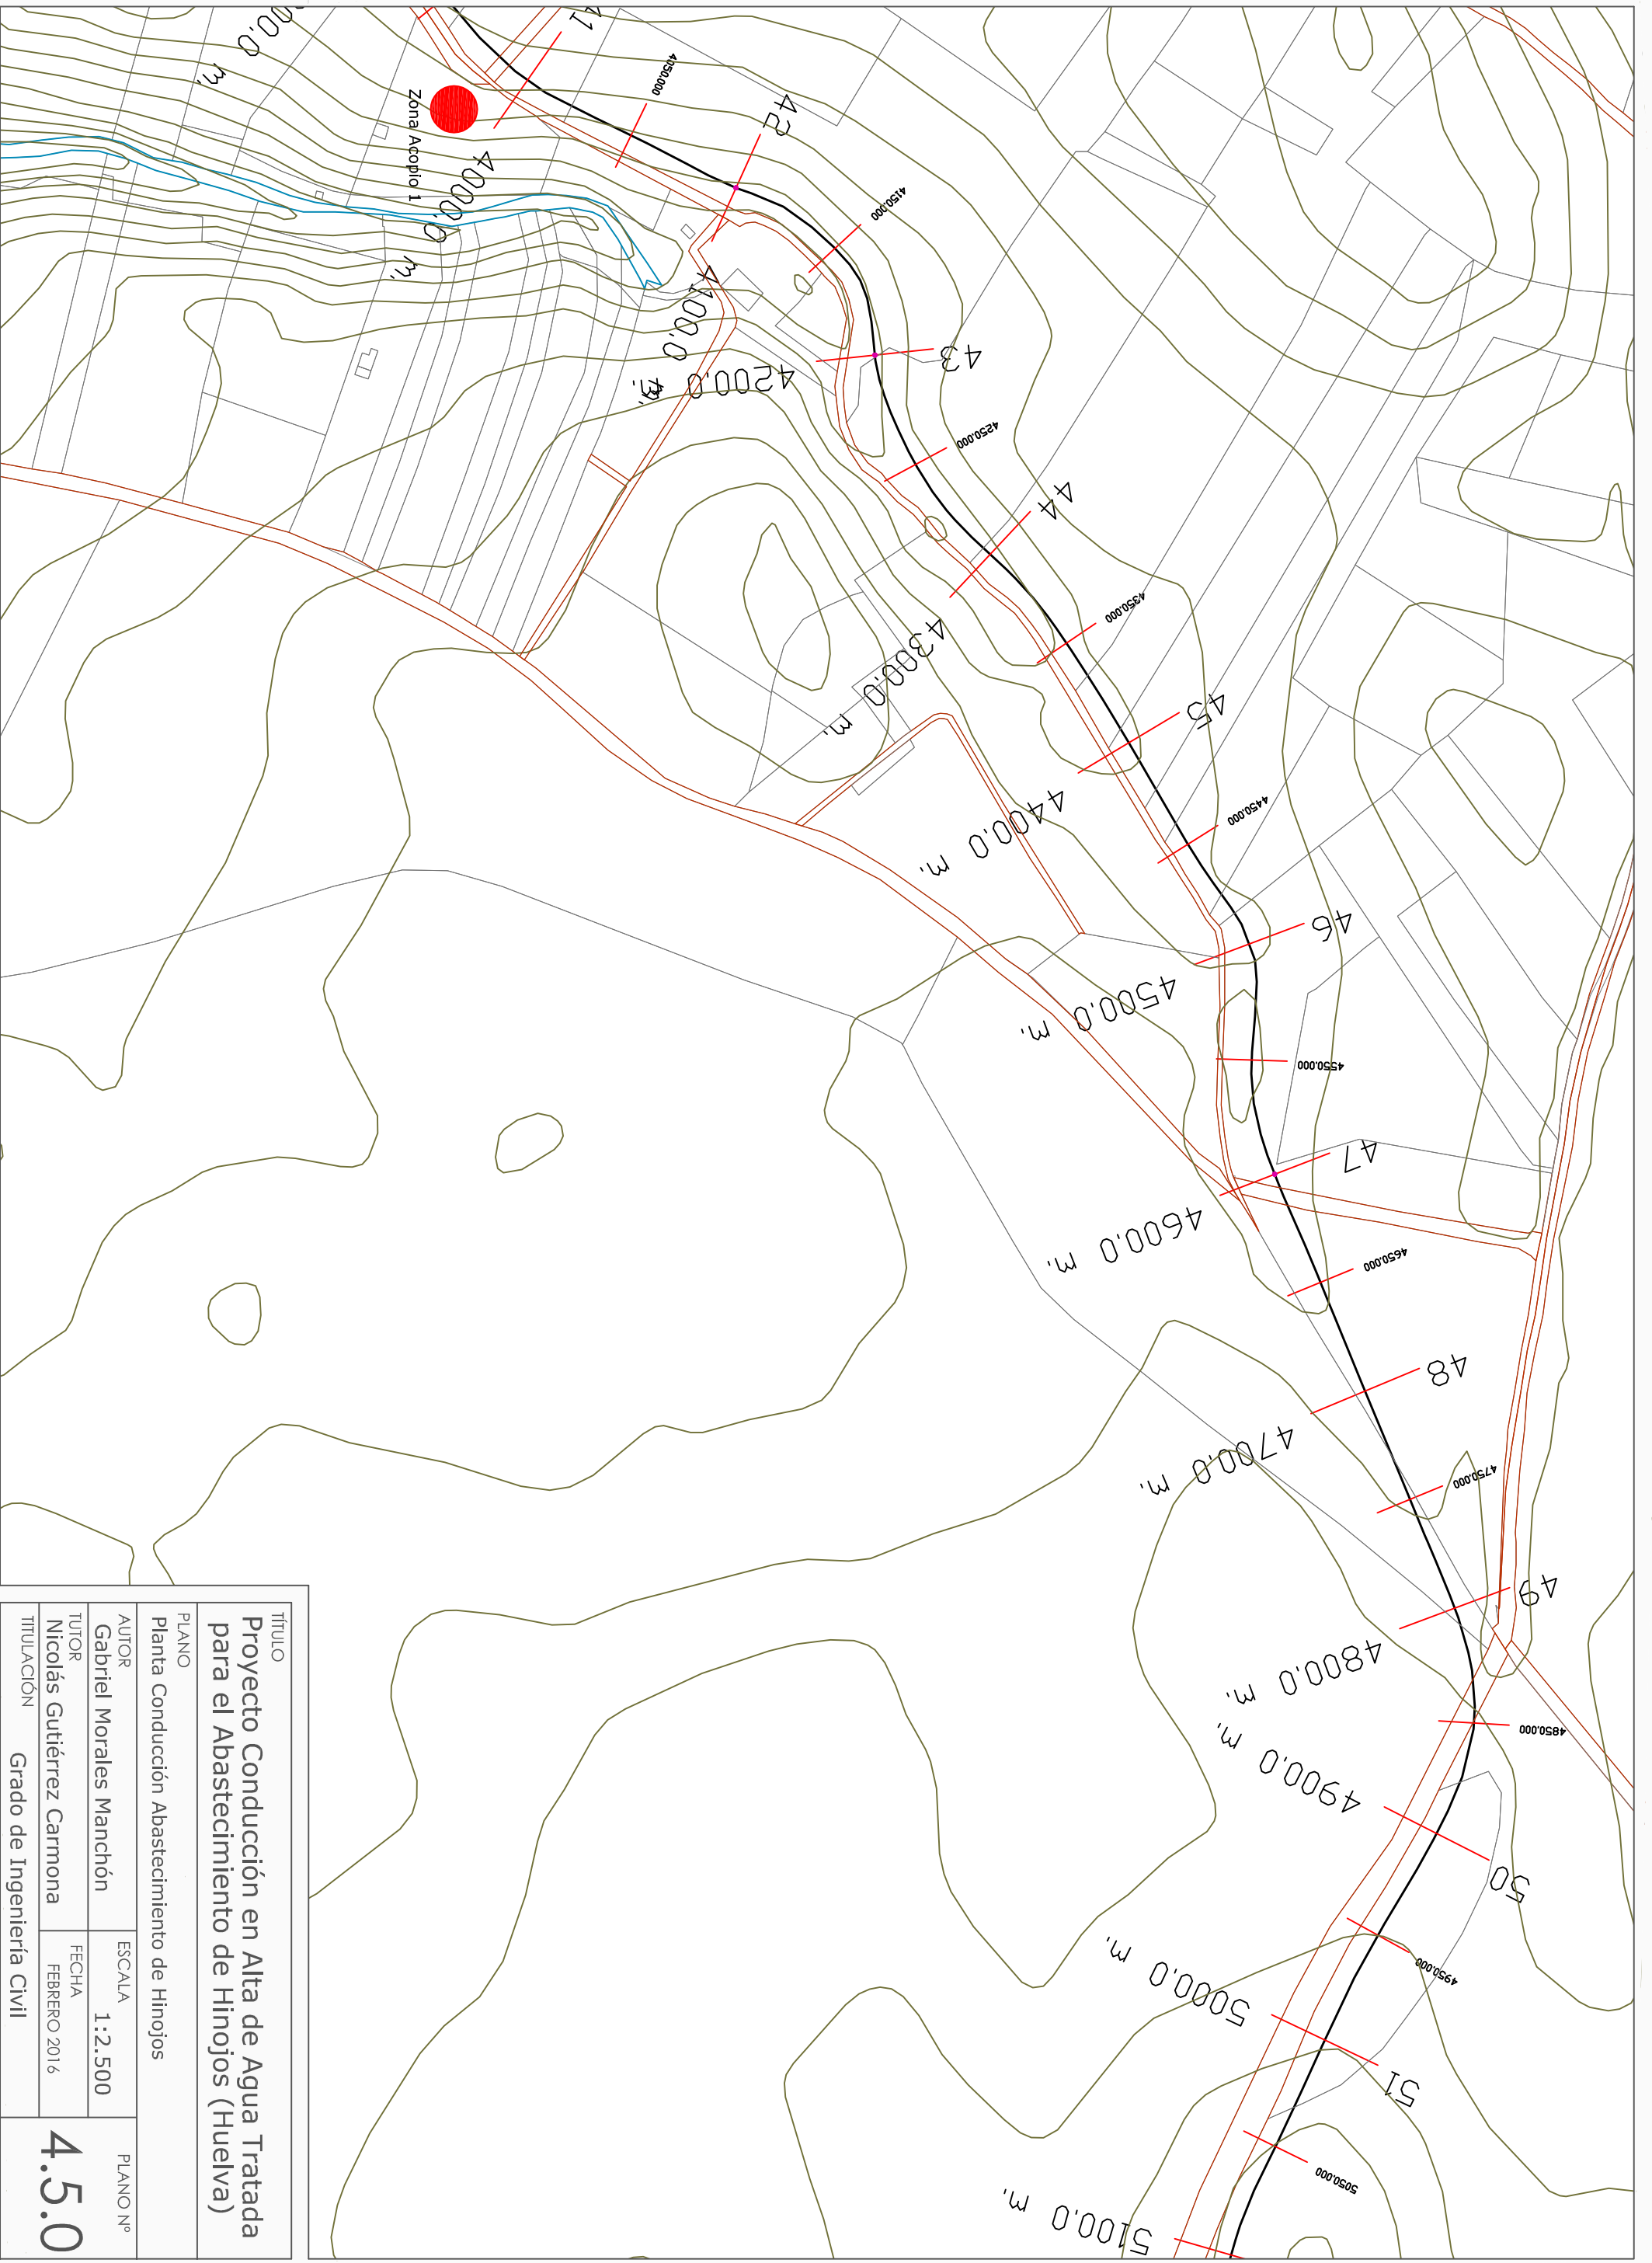 41
4050.000
42
4150.000
43
4250.000
44
4350.000
45
4450.000
46
4550.000
47
4650.000
48
4750.000
49
4850.000
50
4950.000
51
5050.000
00.0 m.
4000.0 m.
4100.0 m.
4200.0 m.
4300.0 m.
4400.0 m.
4500.0 m.
4600.0 m.
4700.0 m.
4800.0 m.
4900.0 m.
5000.0 m.
5100.0 m.
Zona Acopio 1
TÍTULO
Proyecto Conducción en Alta de Agua Tratada
para el Abastecimiento de Hinojos (Huelva)
PLANO
Planta Conducción Abastecimiento de Hinojos
AUTOR
Gabriel Morales Manchón
ESCALA
1:2.500
PLANO Nº
4.5.0
TUTOR
Nicolás Gutiérrez Carmona
FECHA
FEBRERO 2016
TITULACIÓN
Grado de Ingeniería Civil